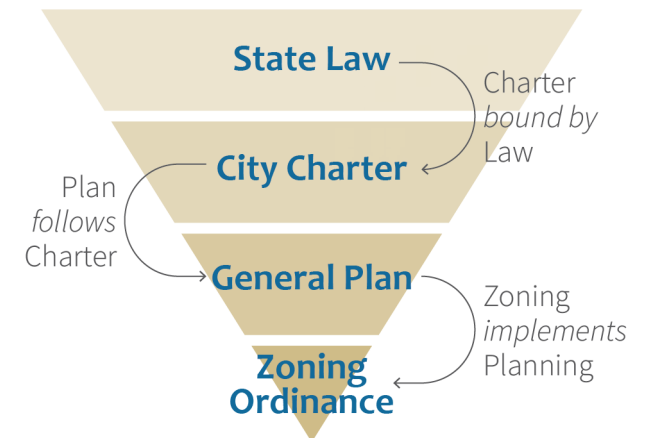 State Law
Charter
bound by
Law
City Charter
Plan
follows
Charter
General Plan
Zoning
implements
Planning
Zoning
Ordinance